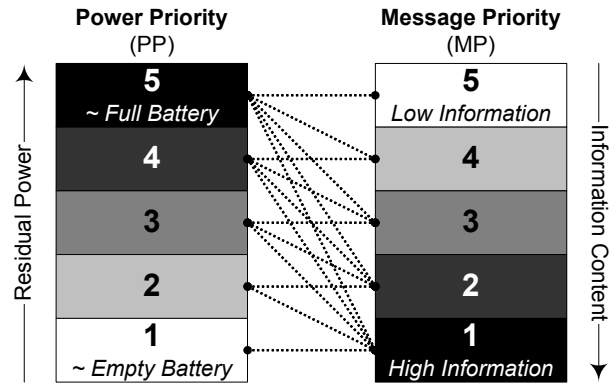 Power Priority
(PP)
Message Priority
(MP)
Residual Power
5
~ Full Battery
4
3
2
1
~ Empty Battery
5
Low Information
4
3
2
1
High Information
Information Content